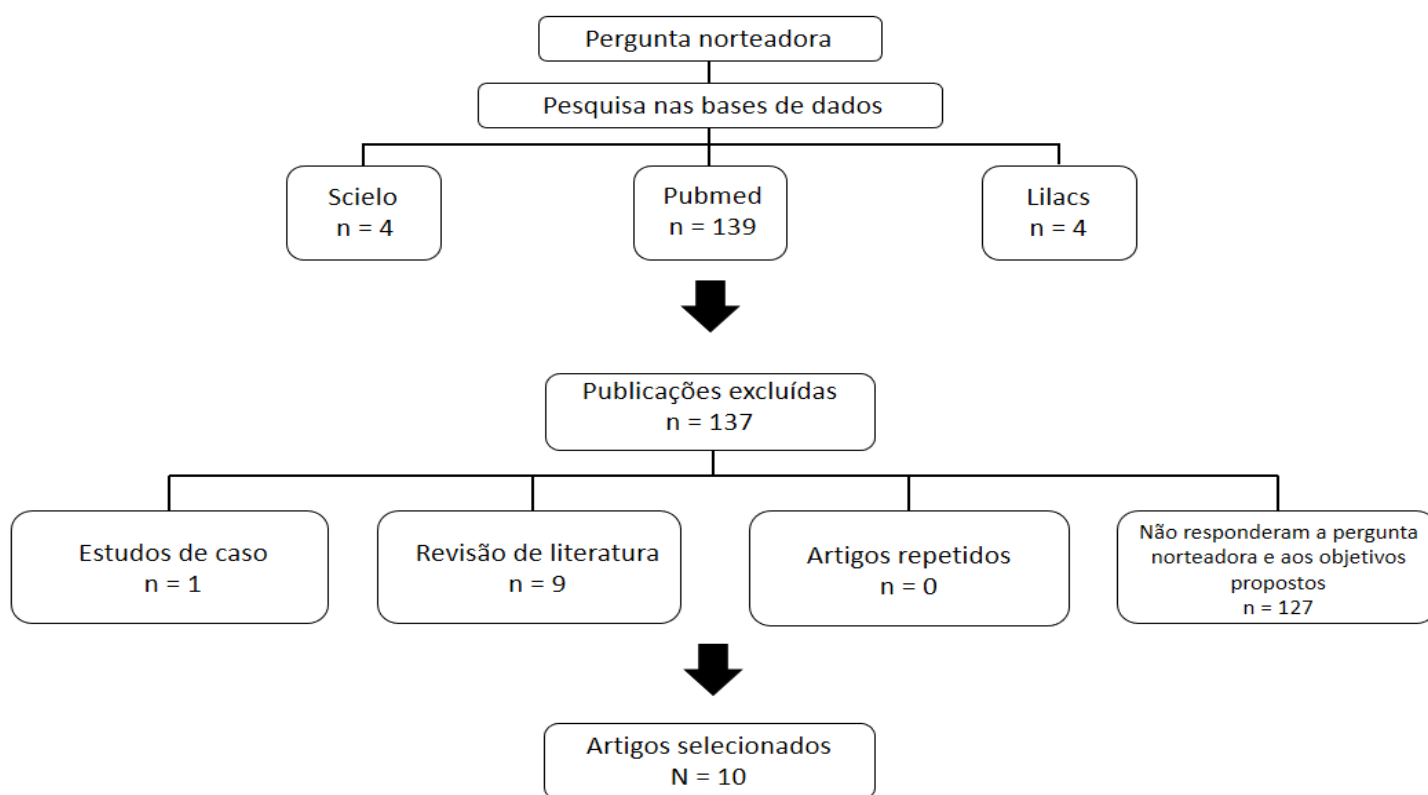 Pergunta norteadora
Pesquisa nas bases de dados
Scielo
n = 4
Pubmed
n = 139
Lilacs
n = 4
Publicações excluídas
n = 137
Estudos de caso
n = 1
Revisão de literatura
n = 9
Artigos repetidos
n = 0
Não responderam a pergunta
norteadora e aos objetivos
propostos
n = 127
Artigos selecionados
N = 10